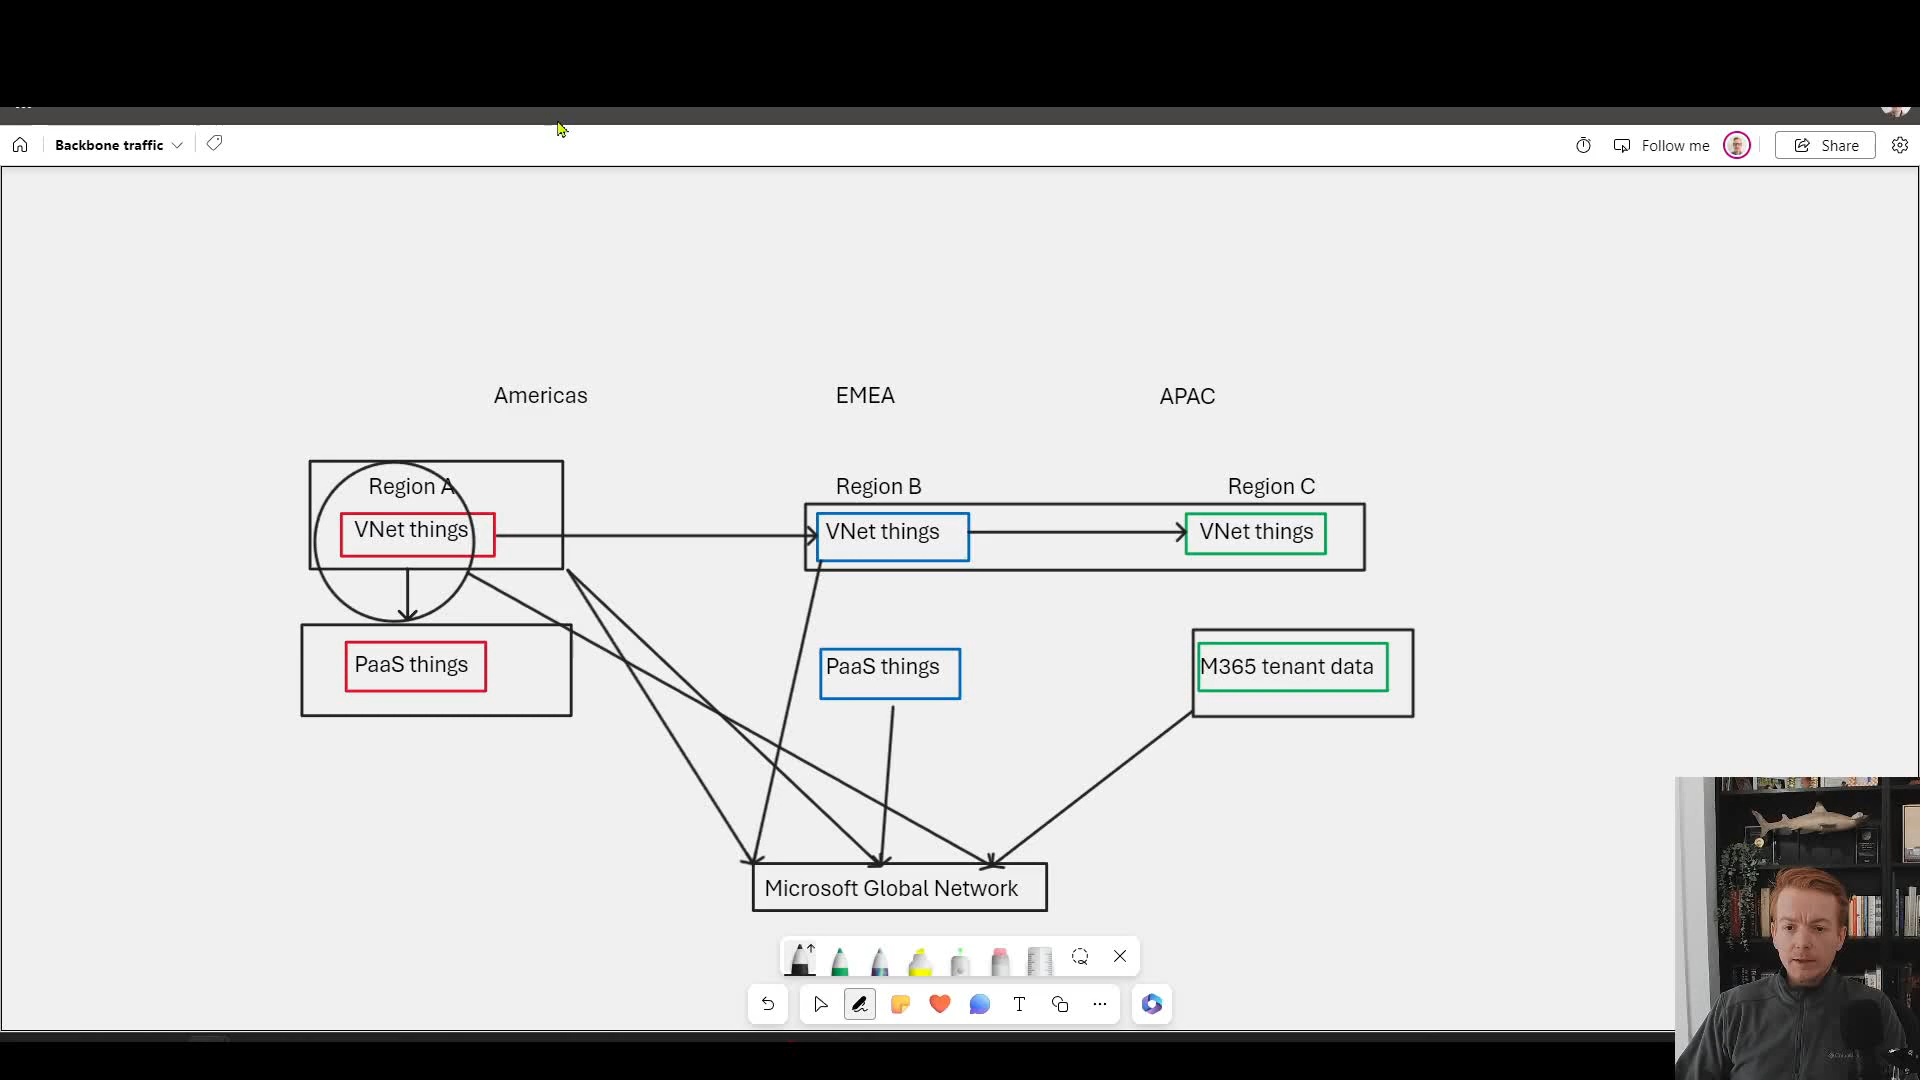 Backbone traffic
Follow me
Share
Americas
EMEA
APAC
Region A
Region B
Region C
VNet things
VNet things
VNet things
PaaS things
PaaS things
M365 tenant data
Microsoft Global Network
T